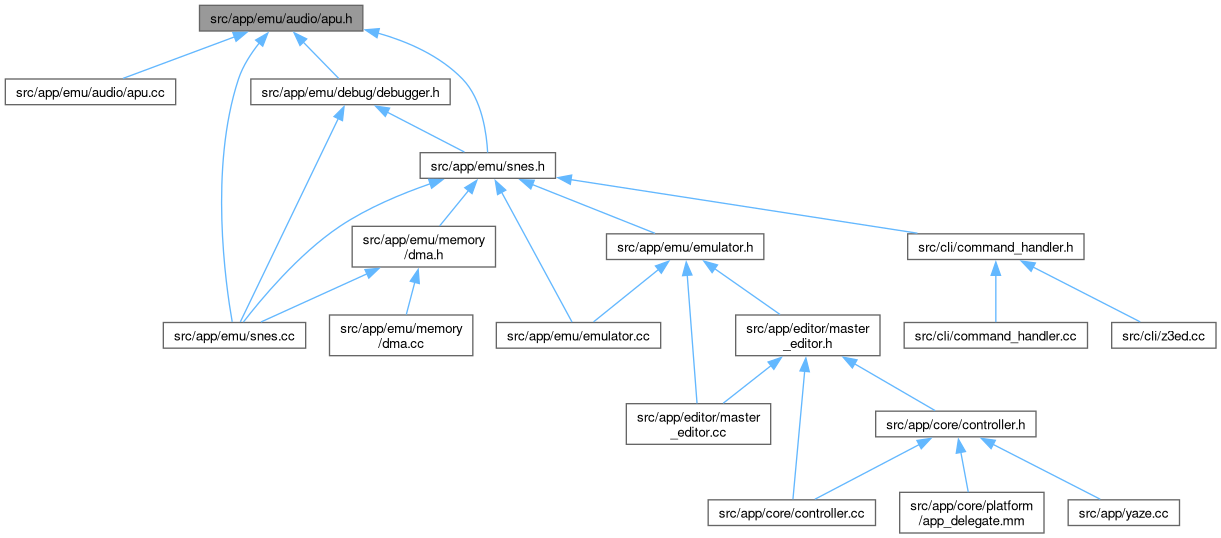 src/app/emu/audio/apu.h
src/app/emu/audio/apu.cc
src/app/emu/debug/debugger.h
src/app/emu/snes.h
src/app/emu/memory
/dma.h
src/app/emu/emulator.h
src/cli/command_handler.h
src/app/emu/snes.cc
src/app/emu/memory
/dma.cc
src/app/emu/emulator.cc
src/app/editor/master
_editor.h
src/cli/command_handler.cc
src/cli/z3ed.cc
src/app/editor/master
_editor.cc
src/app/core/controller.h
src/app/core/controller.cc
src/app/core/platform
/app_delegate.mm
src/app/yaze.cc